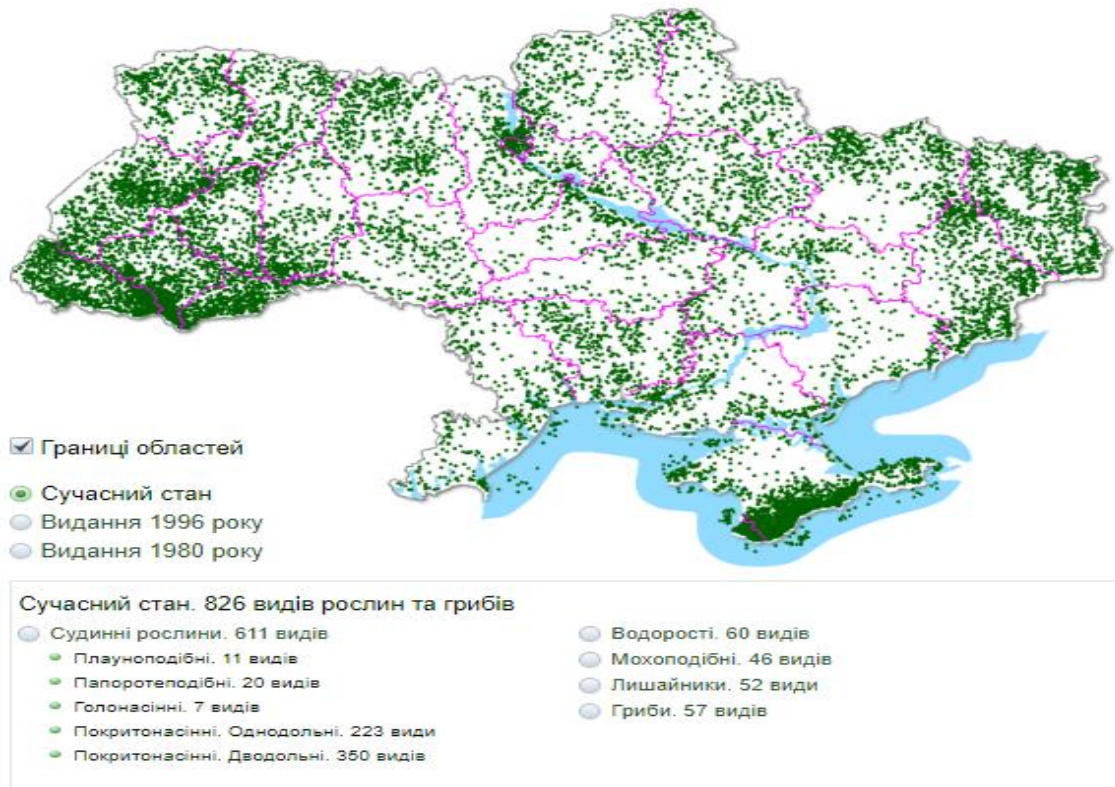 Границі областей
Сучасний стан
Видання 1996 року
Видання 1980 року
Сучасний стан. 826 видів рослин та грибів
Судинні рослини. 611 видів
Плауноподібні. 11 видів
Папоротеподібні. 20 видів
Голонасінні. 7 видів
Покритонасінні. Однодольні. 223 види
Покритонасінні. Дводольні. 350 видів
Водорості. 60 видів
Мохоподібні. 46 видів
Лишайники. 52 види
Гриби. 57 видів